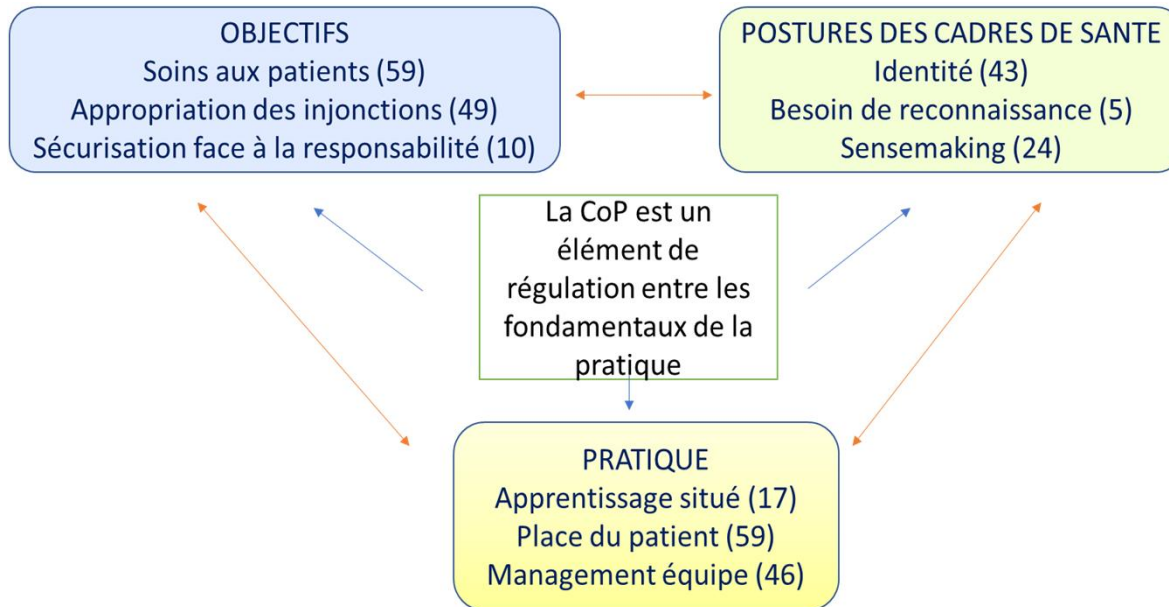 OBJECTIFS
Soins aux patients (59)
Appropriation des injonctions (49)
Sécurisation face à la responsabilité (10)
POSTURES DES CADRES DE SANTE
Identité (43)
Besoin de reconnaissance (5)
Sensemaking (24)
La CoP est un
élément de
régulation entre les
fondamentaux de la
pratique
PRATIQUE
Apprentissage situé (17)
Place du patient (59)
Management équipe (46)